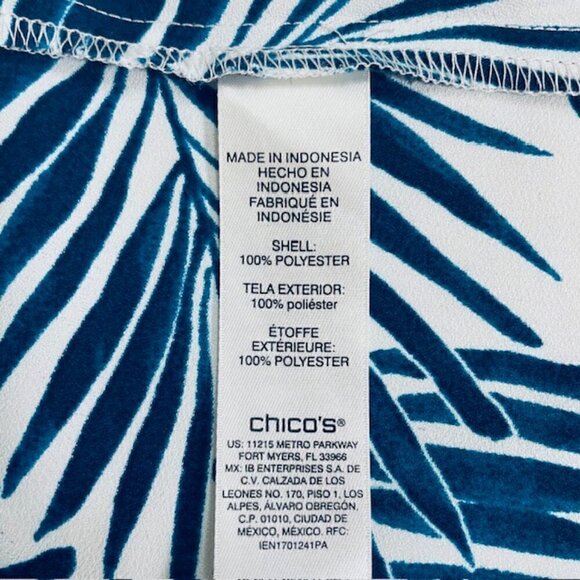 MADE IN INDONESIA
HECHO EN
INDONESIA
FABRIQUÉ EN
INDONÉSIE
SHELL:
100% POLYESTER
TELA EXTERIOR:
100% poliéster
ÉTOFFE
EXTÉRIEURE:
100% POLYESTER
chico's®
US: 11215 METRO PARKWAY
FORT MYERS, FL 33966
MX: IB ENTERPRISES S.A. DE
C.V. CALZADA DE LOS
LEONES NO. 170, PISO 1, LOS
ALPES, ÁLVARO OBREGÓN,
C.P. 01010, CIUDAD DE
MÉXICO, MÉXICO. RFC:
IEN1701241PA